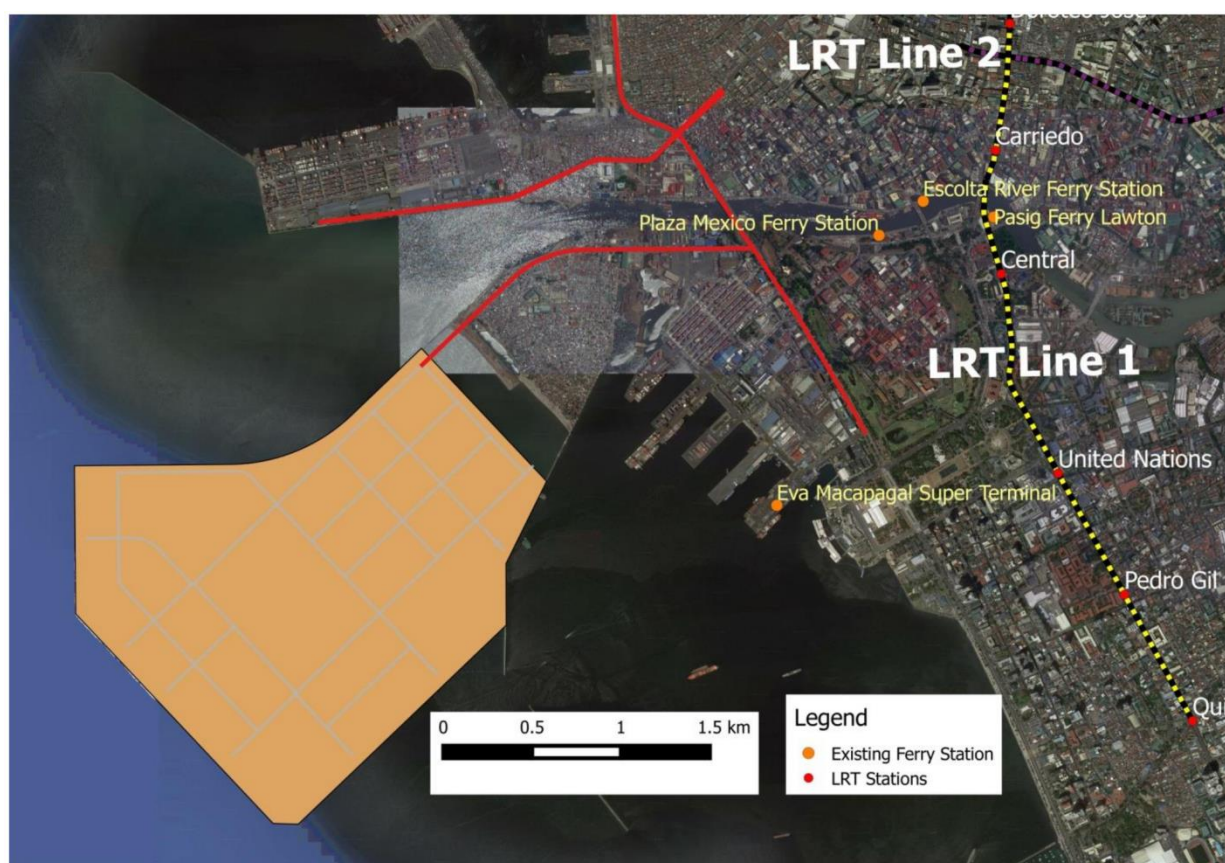 LRT Line 2
Carriedo
Escolta River Ferry Station
Plaza Mexico Ferry Station
Pasig Ferry Lawton
Central
LRT Line 1
United Nations
Eva Macapagal Super Terminal
Pedro Gil
Qui
0 0.5 1 1.5 km
Legend
Existing Ferry Station
LRT Stations